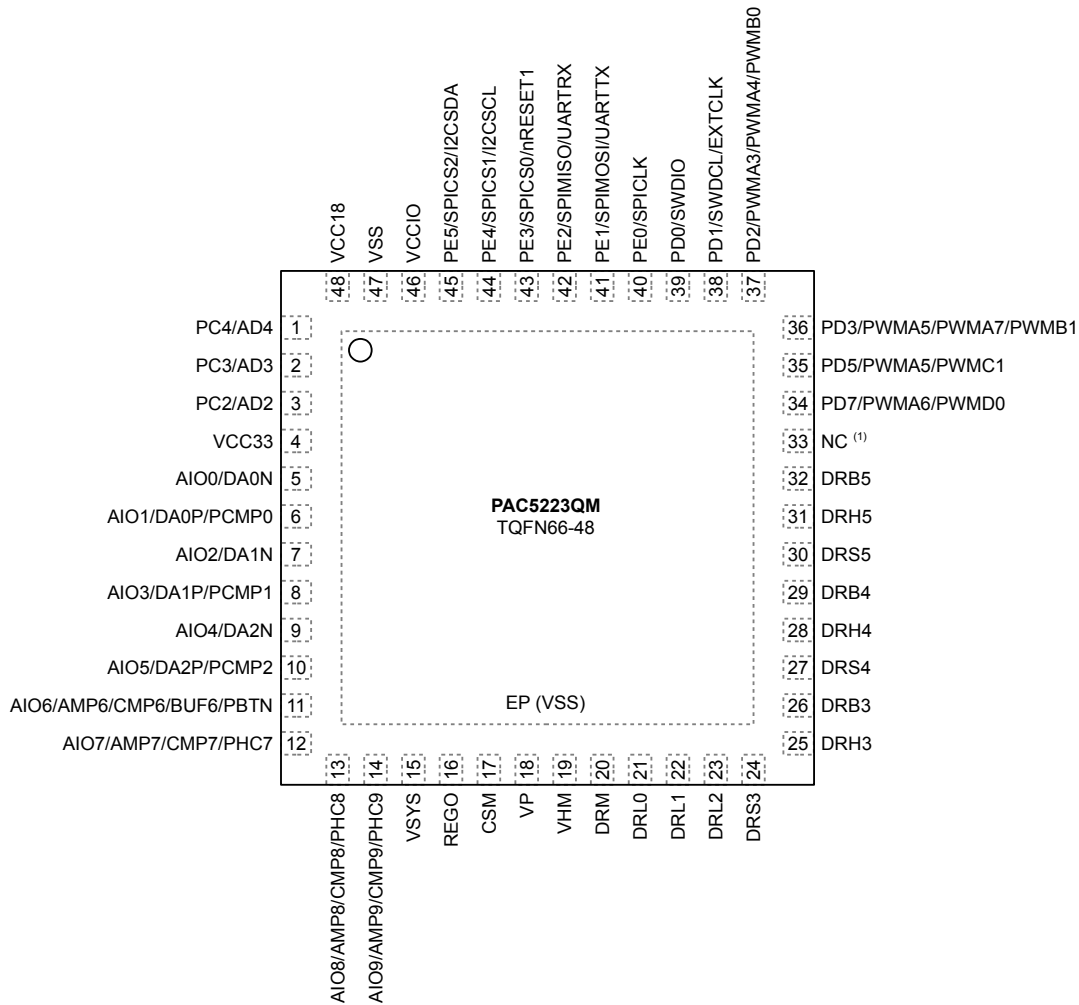 VCC18
VSS
VCCIO
PE5/SPICS2/I2CSDA
PE4/SPICS1/I2CSCL
PE3/SPICS0/nRESET1
PE2/SPIMISO/UARTRX
PE1/SPIMOSI/UARTTX
PE0/SPICLK
PD0/SWDIO
PD1/SWDCL/EXTCLK
PD2/PWMA3/PWMA4/PWMB0
48 47 46 45 44 43 42 41 40 39 38 37
PC4/AD4 1
PC3/AD3 2
PC2/AD2 3
VCC33 4
AIO0/DA0N 5
AIO1/DA0P/PCMP0 6
AIO2/DA1N 7
AIO3/DA1P/PCMP1 8
AIO4/DA2N 9
AIO5/DA2P/PCMP2 10
AIO6/AMP6/CMP6/BUF6/PBTN 11
AIO7/AMP7/CMP7/PHC7 12
PAC5223QM
TQFN66-48
EP (VSS)
36 PD3/PWMA5/PWMA7/PWMB1
35 PD5/PWMA5/PWMC1
34 PD7/PWMA6/PWMD0
33 NC (1)
32 DRB5
31 DRH5
30 DRS5
29 DRB4
28 DRH4
27 DRS4
26 DRB3
25 DRH3
13 14 15 16 17 18 19 20 21 22 23 24
AIO8/AMP8/CMP8/PHC8
AIO9/AMP9/CMP9/PHC9
VSYS
REGO
CSM
VP
VHM
DRM
DRL0
DRL1
DRL2
DRS3